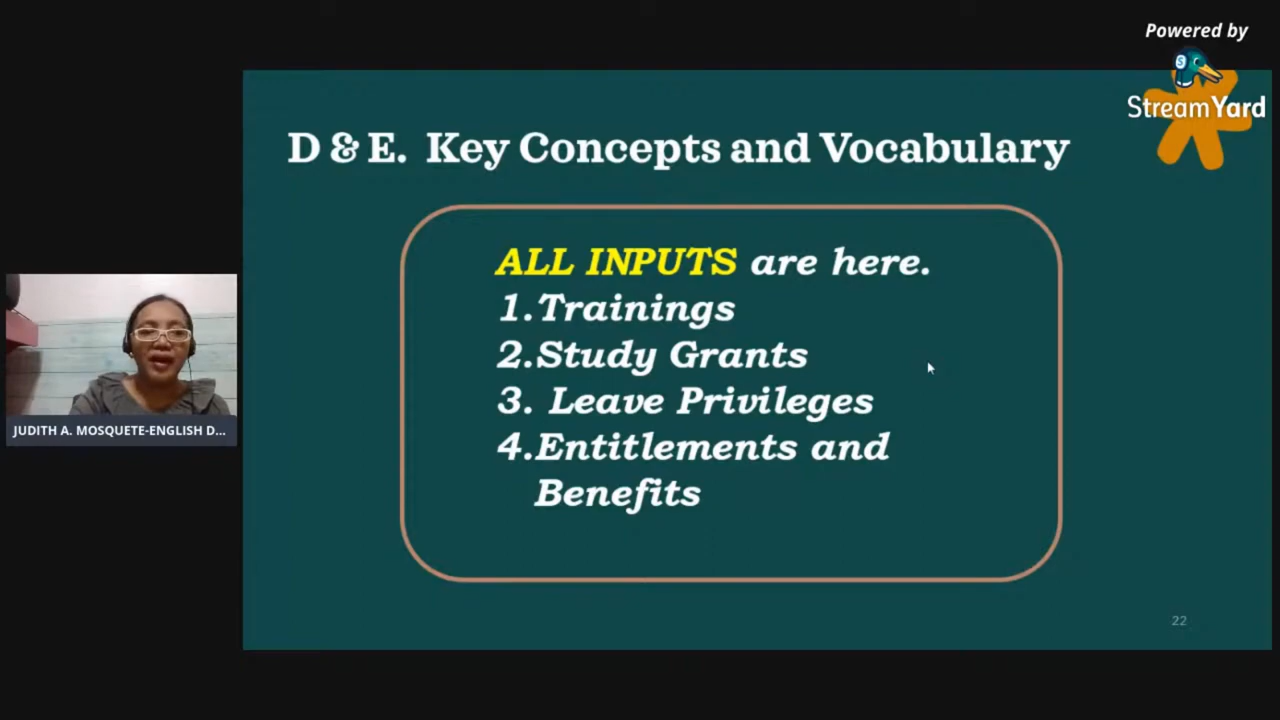 Powered by
StreamYard
D & E. Key Concepts and Vocabulary
ALL INPUTS are here.
1.Trainings
2.Study Grants
3. Leave Privileges
4.Entitlements and
Benefits
JUDITH A. MOSQUETE-ENGLISH D...
22